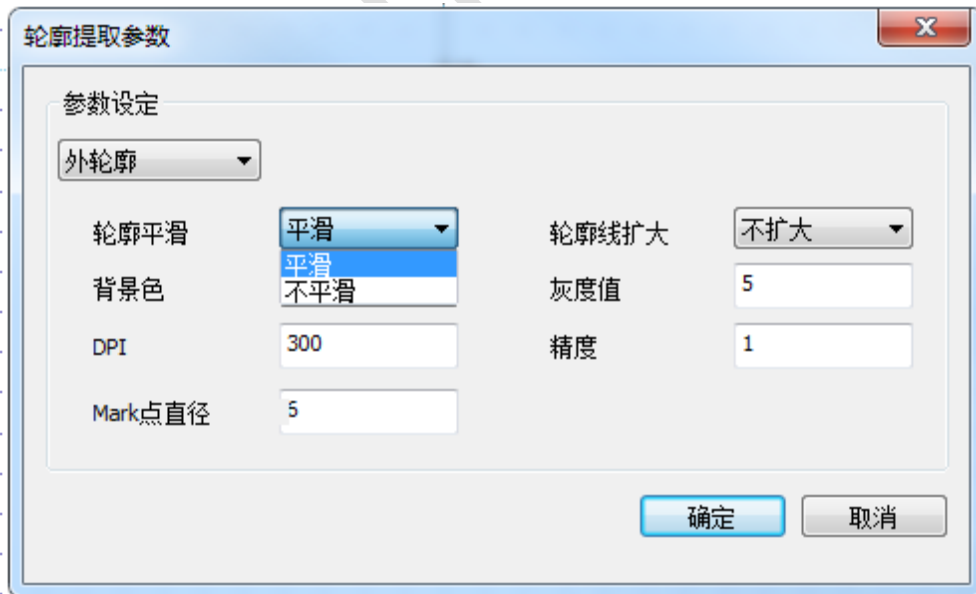 轮廓提取参数
参数设定
外轮廓
轮廓平滑 平滑 轮廓线扩大 不扩大
平滑
背景色 不平滑 灰度值 5
DPI 300 精度 1
Mark点直径 6
确定 取消